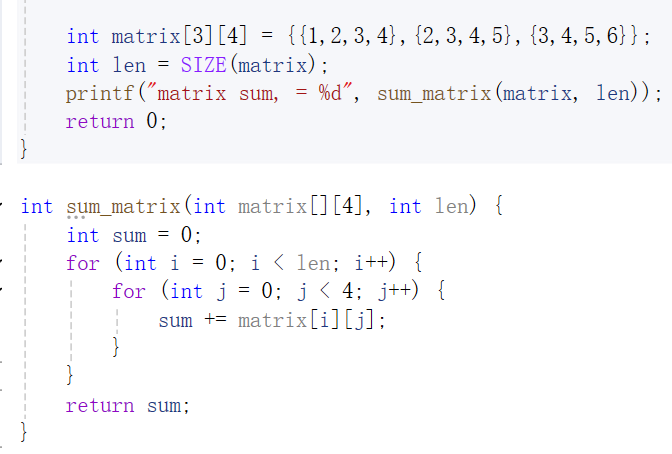 int matrix[3][4] = {{1,2,3,4},{2,3,4,5},{3,4,5,6}};
int len = SIZE(matrix);
printf("matrix sum, = %d", sum_matrix(matrix, len));
return 0;
}
int sum_matrix(int matrix[][4], int len) {
int sum = 0;
for (int i = 0; i < len; i++) {
for (int j = 0; j < 4; j++) {
sum += matrix[i][j];
}
}
return sum;
}